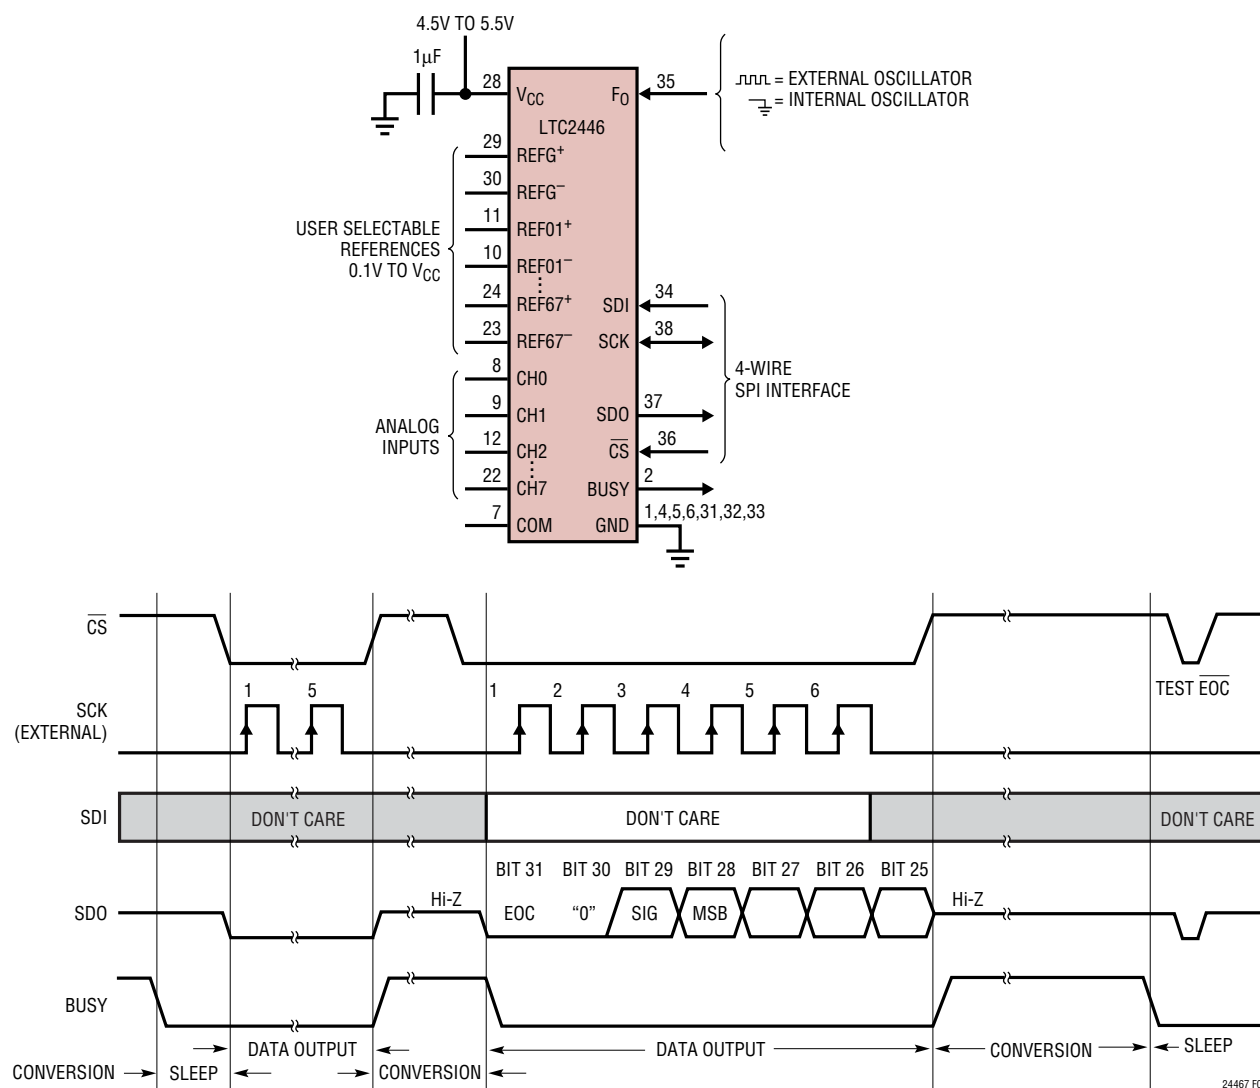 4.5V TO 5.5V
1µF
28
VCC
FO
35
= EXTERNAL OSCILLATOR
= INTERNAL OSCILLATOR
LTC2446
29
REFG+
30
REFG–
11
REF01+
10
REF01–
24
REF67+
23
REF67–
USER SELECTABLE
REFERENCES
0.1V TO VCC
SDI
34
SCK
38
SDO
37
CS
36
4-WIRE
SPI INTERFACE
8
CH0
9
CH1
12
CH2
22
CH7
ANALOG
INPUTS
BUSY
2
7
COM
GND
1,4,5,6,31,32,33
CS
TEST EOC
SCK
(EXTERNAL)
1 5 1 2 3 4 5 6
SDI
DON'T CARE DON'T CARE DON'T CARE
BIT 31 BIT 30 BIT 29 BIT 28 BIT 27 BIT 26 BIT 25
SDO
Hi-Z EOC “0” SIG MSB Hi-Z
BUSY
DATA OUTPUT DATA OUTPUT CONVERSION SLEEP
CONVERSION SLEEP CONVERSION